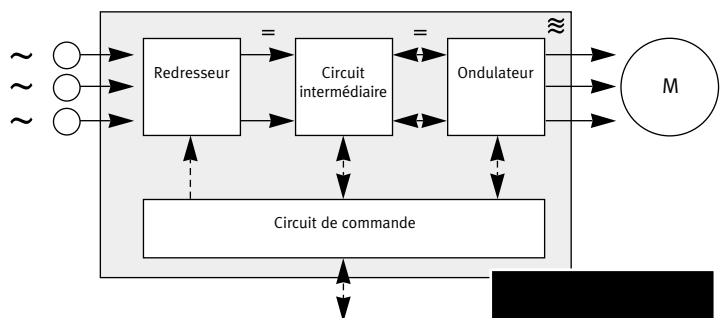 Redresseur
Circuit
intermédiaire
Ondulateur
M
Circuit de commande